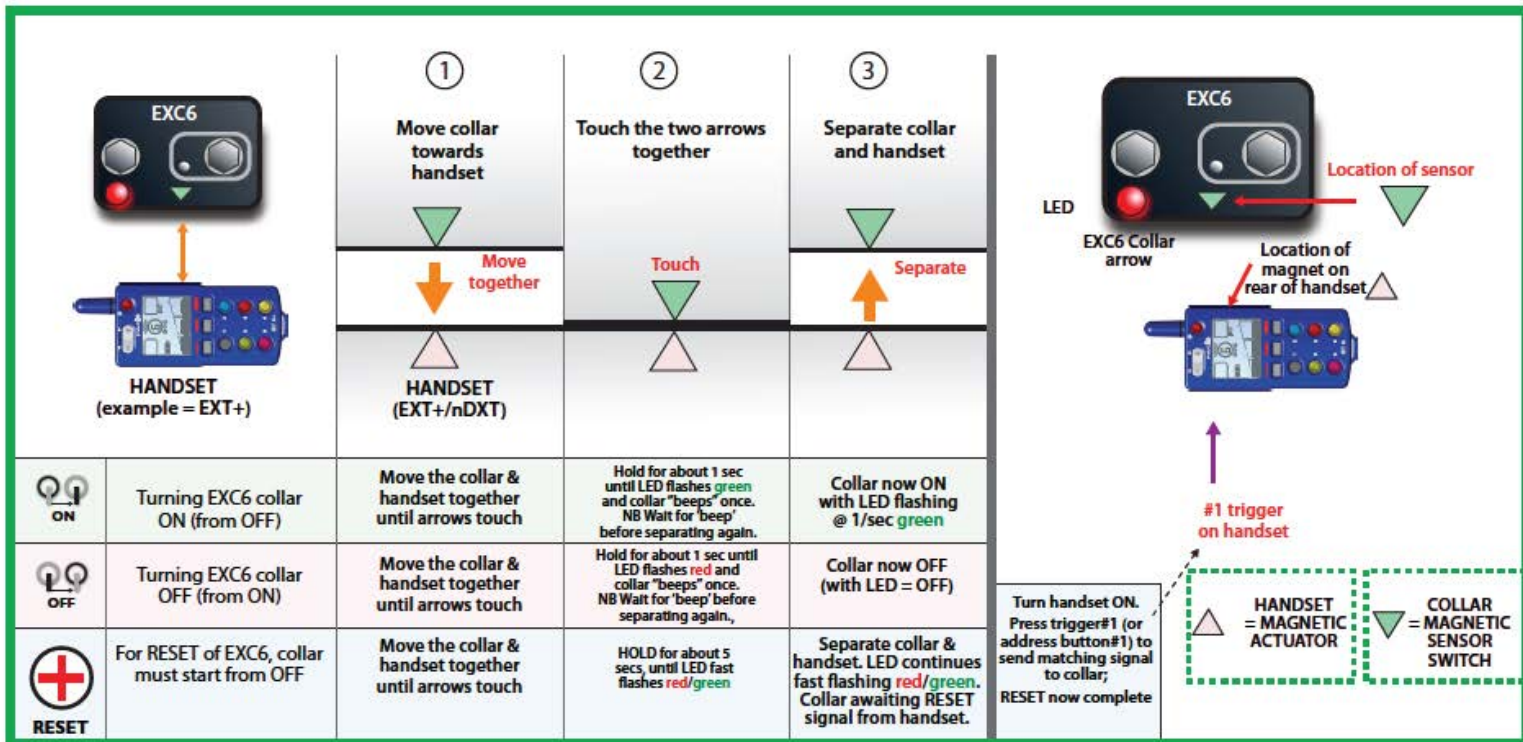 EXC6
HANDSET
(example = EXT+)
1
Move collar
towards
handset
Move
together
HANDSET
(EXT+/nDXT)
2
Touch the two arrows
together
Touch
3
Separate collar
and handset
Separate
EXC6
Location of sensor
LED
EXC6 Collar
arrow
Location of
magnet on
rear of handset
#1 trigger
on handset
ON
Turning EXC6 collar
ON (from OFF)
Move the collar &
handset together
until arrows touch
Hold for about 1 sec
until LED flashes green
and collar "beeps" once.
NB Wait for 'beep'
before separating again.
Collar now ON
with LED flashing
@ 1/sec green
OFF
Turning EXC6 collar
OFF (from ON)
Move the collar &
handset together
until arrows touch
Hold for about 1 sec until
LED flashes red and
collar "beeps" once.
NB Wait for 'beep' before
separating again.,
Collar now OFF
(with LED = OFF)
RESET
For RESET of EXC6, collar
must start from OFF
Move the collar &
handset together
until arrows touch
HOLD for about 5
secs, until LED fast
flashes red/green
Separate collar &
handset. LED continues
fast flashing red/green.
Collar awaiting RESET
signal from handset.
Turn handset ON.
Press trigger#1 (or
address button#1) to
send matching signal
to collar;
RESET now complete
HANDSET
= MAGNETIC
ACTUATOR
COLLAR
= MAGNETIC
SENSOR
SWITCH